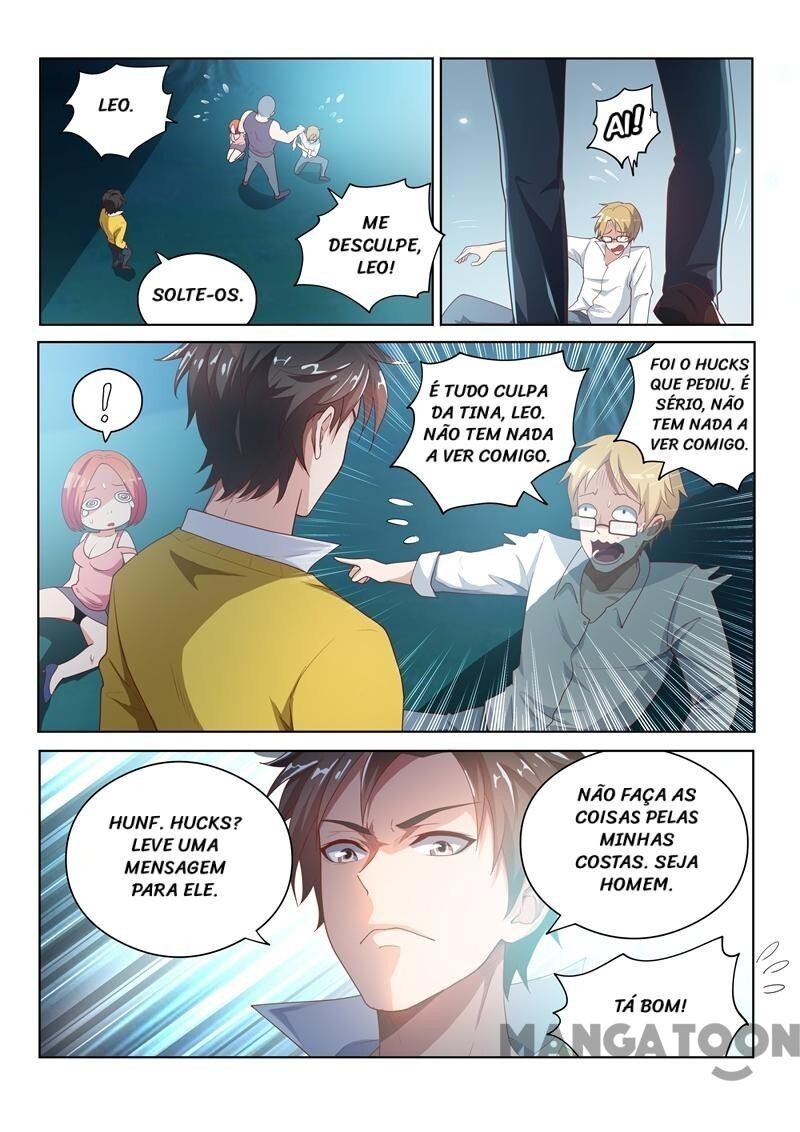 LEO.
ME
DESCULPE,
LEO!
SOLTE-OS.
AI!
!
É TUDO CULPA
DA TINA, LEO.
NÃO TEM NADA
A VER COMIGO.
FOI O HUCKS
QUE PEDIU. É
SÉRIO, NÃO
TEM NADA A
VER COMIGO.
HUNF. HUCKS?
LEVE UMA
MENSAGEM
PARA ELE.
NÃO FAÇA AS
COISAS PELAS
MINHAS
COSTAS. SEJA
HOMEM.
TÁ BOM!
MANGATOON